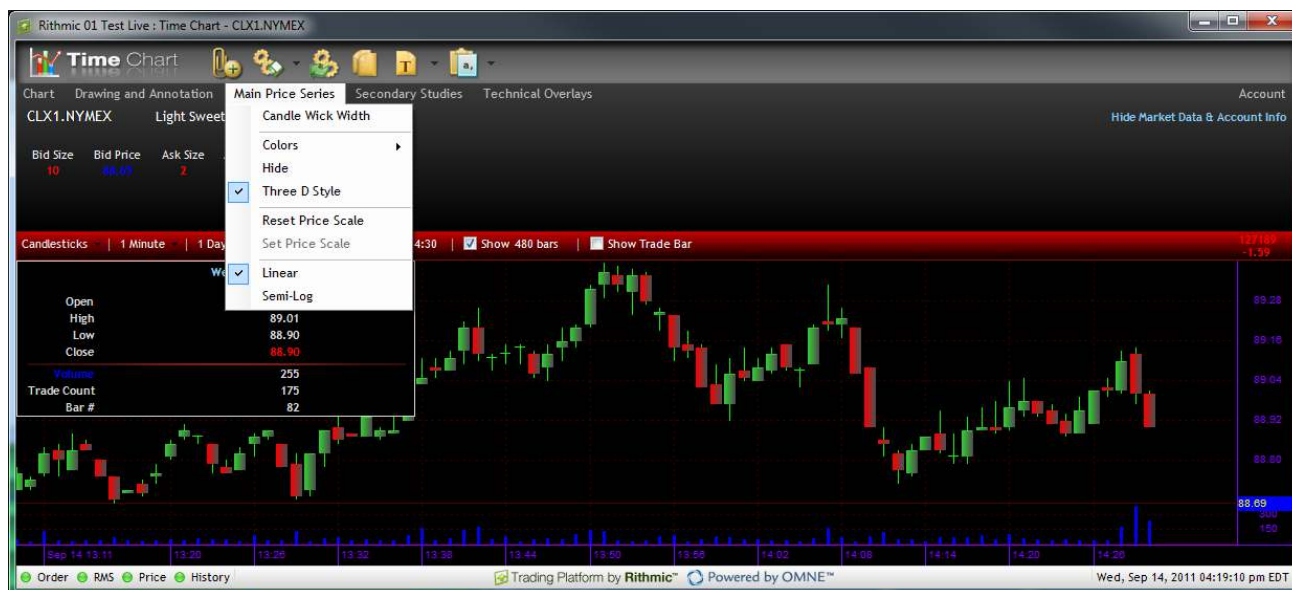 Rithmic 01 Test Live : Time Chart - CLX1.NYMEX
Time Chart
Chart Drawing and Annotation Main Price Series Secondary Studies Technical Overlays Account
CLX1.NYMEX Light Sweet Hide Market Data & Account Info
Candle Wick Width
Colors
Hide
Three D Style
Reset Price Scale
Set Price Scale
Linear
Semi-Log
Bid Size Bid Price Ask Size
10 2
Candlesticks | 1 Minute | 1 Day 4:30 | Show 480 bars | Show Trade Bar
-1.59
We
Open
High 89.01
Low 88.90
Close 88.90
Volume 255
Trade Count 175
Bar # 82
89.28
89.16
89.04
88.92
88.80
88.69
300
150
Sep 14 13:11 13:20 13:26 13:32 13:38 13:44 13:50 13:56 14:02 14:08 14:14 14:20 14:26
Order RMS Price History Trading Platform by Rithmic™ Powered by OMNE™ Wed, Sep 14, 2011 04:19:10 pm EDT